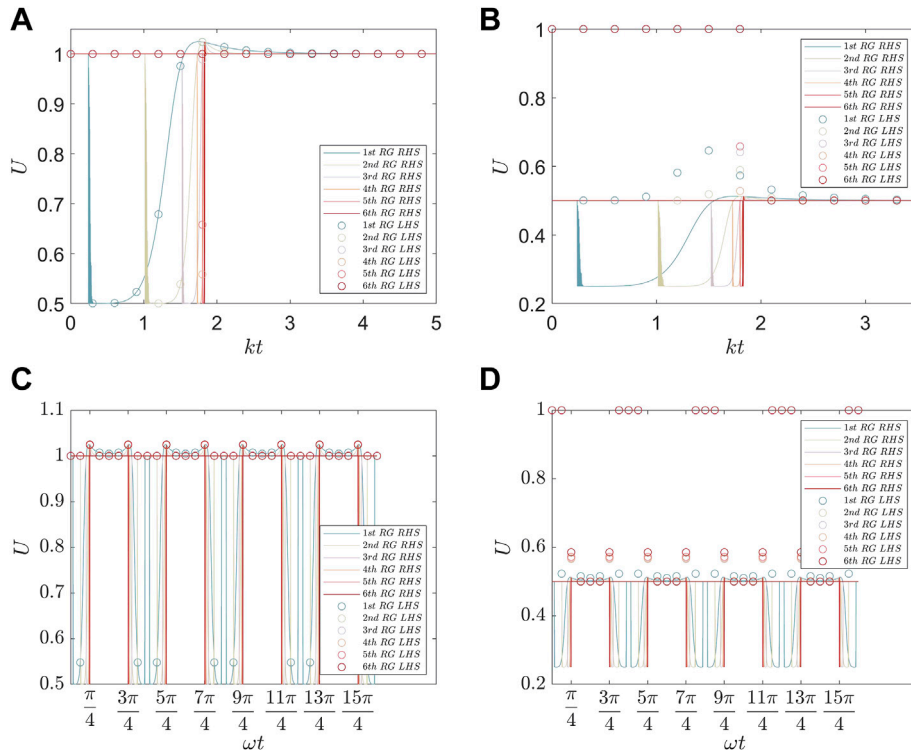 A
U
1
0.9
0.8
0.7
0.6
0.5
0 1 2 3 4 5
kt
1st RG RHS
2nd RG RHS
3rd RG RHS
4th RG RHS
5th RG RHS
6th RG RHS
1st RG LHS
2nd RG LHS
3rd RG LHS
4th RG LHS
5th RG LHS
6th RG LHS
B
U
1
0.8
0.6
0.4
0.2
0 1 2 3
kt
1st RG RHS
2nd RG RHS
3rd RG RHS
4th RG RHS
5th RG RHS
6th RG RHS
1st RG LHS
2nd RG LHS
3rd RG LHS
4th RG LHS
5th RG LHS
6th RG LHS
C
U
1.1
1
0.9
0.8
0.7
0.6
0.5
π/4 3π/4 5π/4 7π/4 9π/4 11π/4 13π/4 15π/4
ωt
1st RG RHS
2nd RG RHS
3rd RG RHS
4th RG RHS
5th RG RHS
6th RG RHS
1st RG LHS
2nd RG LHS
3rd RG LHS
4th RG LHS
5th RG LHS
6th RG LHS
D
U
1
0.8
0.6
0.4
0.2
π/4 3π/4 5π/4 7π/4 9π/4 11π/4 13π/4 15π/4
ωt
1st RG RHS
2nd RG RHS
3rd RG RHS
4th RG RHS
5th RG RHS
6th RG RHS
1st RG LHS
2nd RG LHS
3rd RG LHS
4th RG LHS
5th RG LHS
6th RG LHS